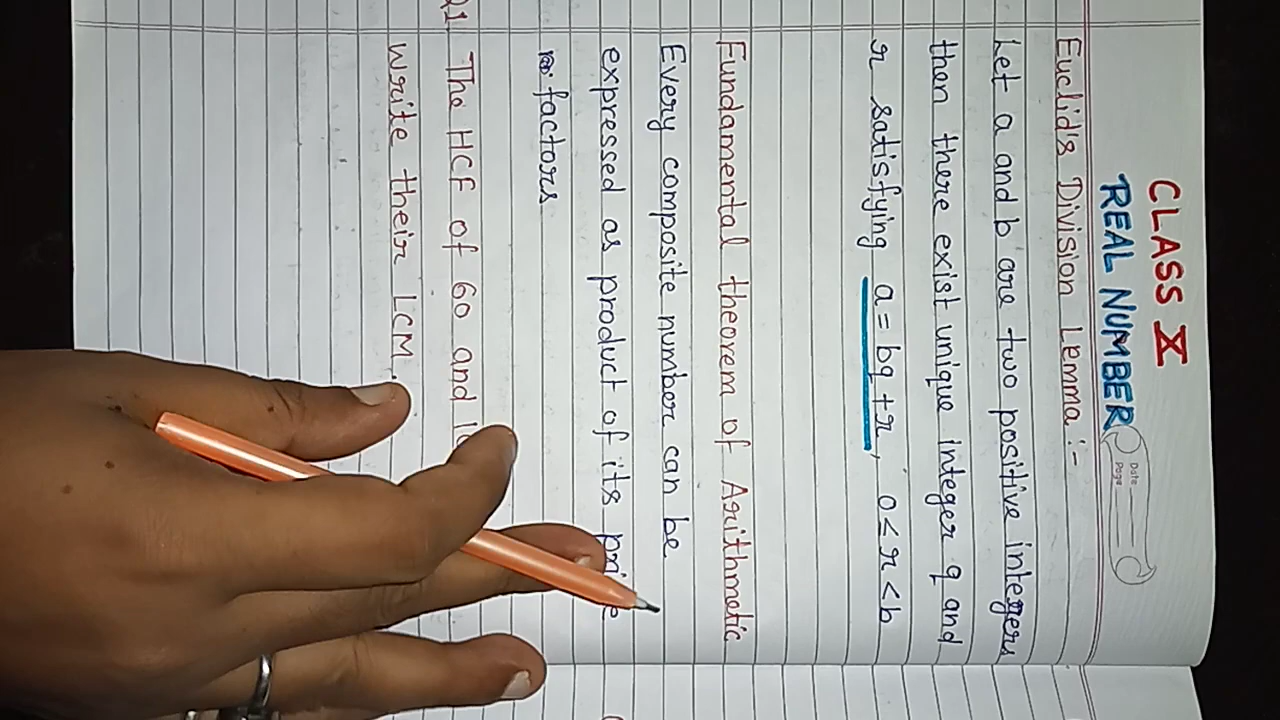 CLASS X
REAL NUMBER
Date
Page
Euclid's Division Lemma :-
Let a and b are two positive integers
then there exist unique integer q and
r satisfying a = bq + r, 0 ≤ r < b
Fundamental theorem of Arithmetic
Every composite number can be
expressed as product of its
factors
Q1. The HCF of 60 and
Write their LCM.